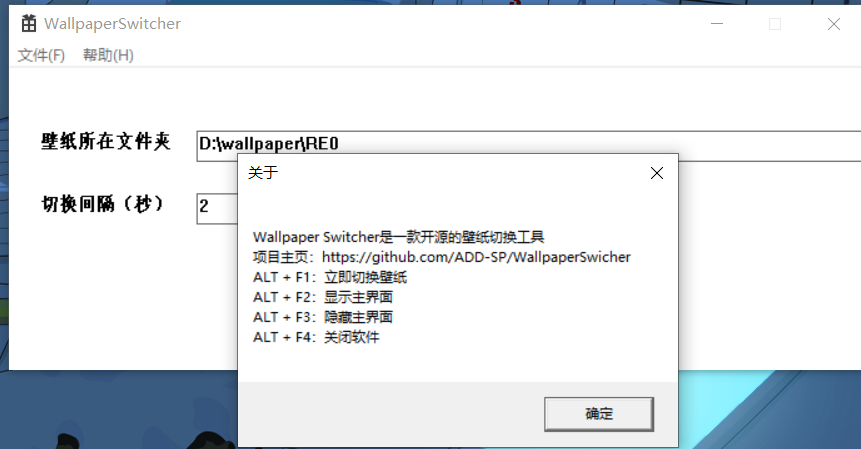 WallpaperSwitcher
文件(F) 帮助(H)
壁纸所在文件夹 D:\wallpaper\RE0
切换间隔（秒） 2
关于
Wallpaper Switcher是一款开源的壁纸切换工具
项目主页：https://github.com/ADD-SP/WallpaperSwicher
ALT + F1：立即切换壁纸
ALT + F2：显示主界面
ALT + F3：隐藏主界面
ALT + F4：关闭软件
确定